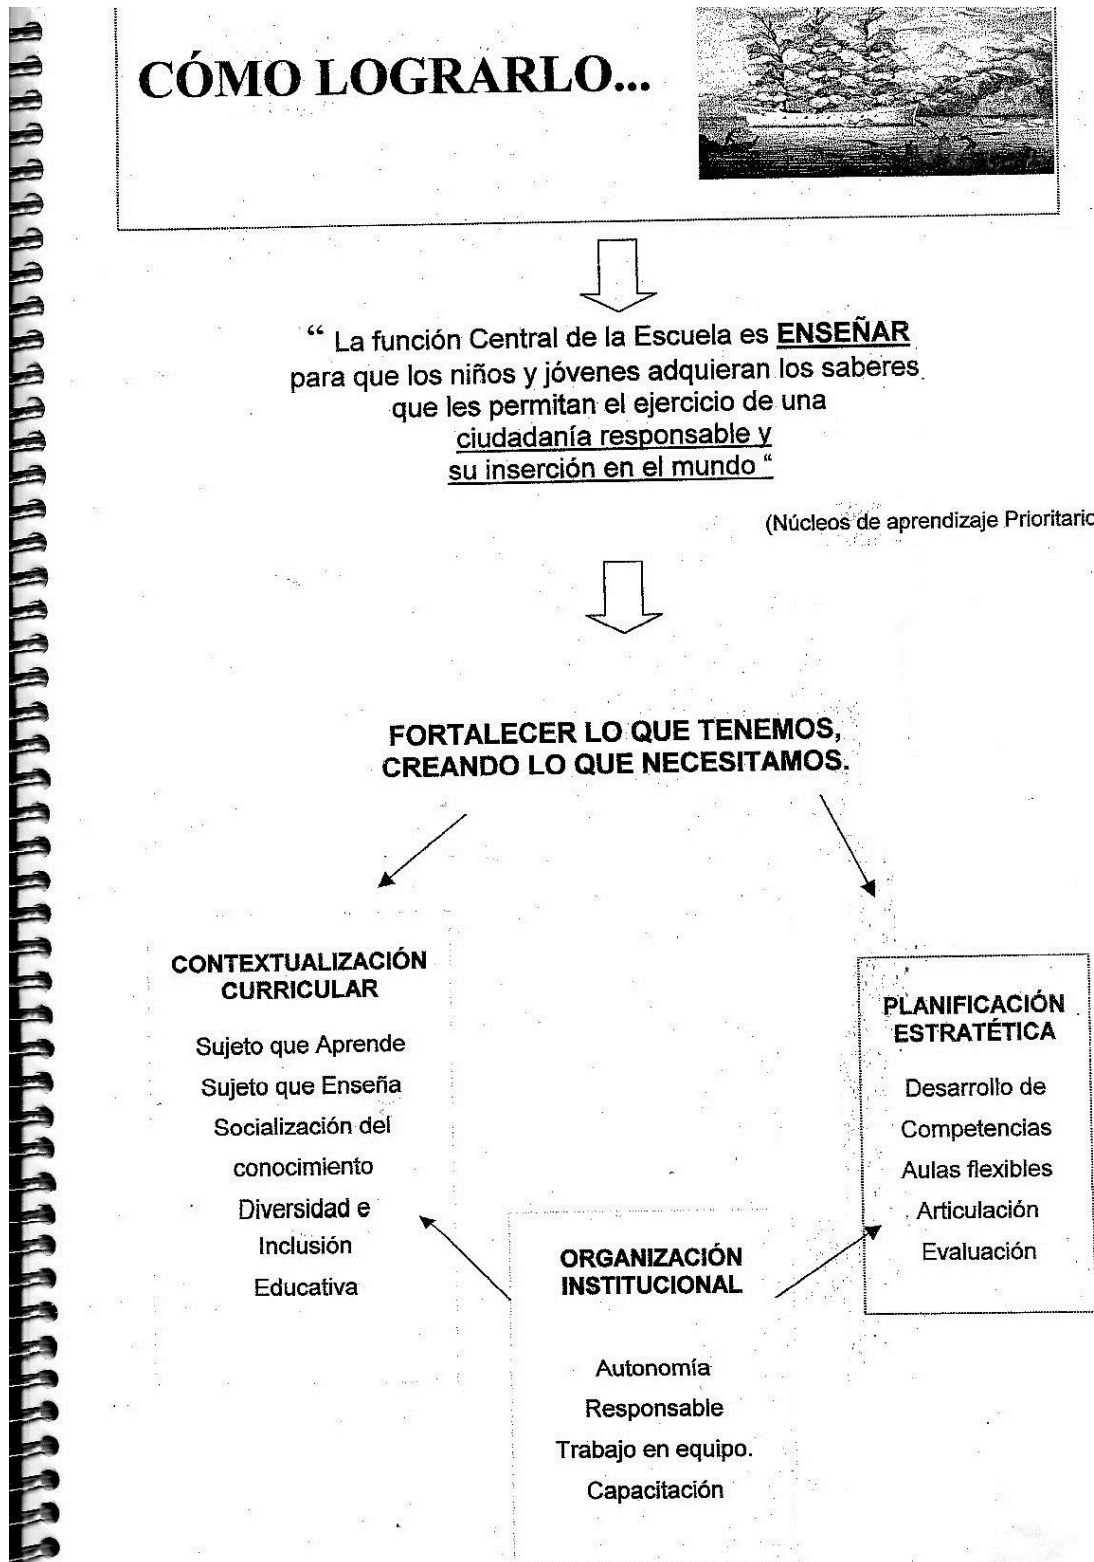 CÓMO LOGRARLO...
“ La función Central de la Escuela es ENSEÑAR
para que los niños y jóvenes adquieran los saberes
que les permitan el ejercicio de una
ciudadanía responsable y
su inserción en el mundo “
(Núcleos de aprendizaje Prioritario
FORTALECER LO QUE TENEMOS,
CREANDO LO QUE NECESITAMOS.
CONTEXTUALIZACIÓN
CURRICULAR
Sujeto que Aprende
Sujeto que Enseña
Socialización del
conocimiento
Diversidad e
Inclusión
Educativa
PLANIFICACIÓN
ESTRATÉTICA
Desarrollo de
Competencias
Aulas flexibles
Articulación
Evaluación
ORGANIZACIÓN
INSTITUCIONAL
Autonomía
Responsable
Trabajo en equipo.
Capacitación